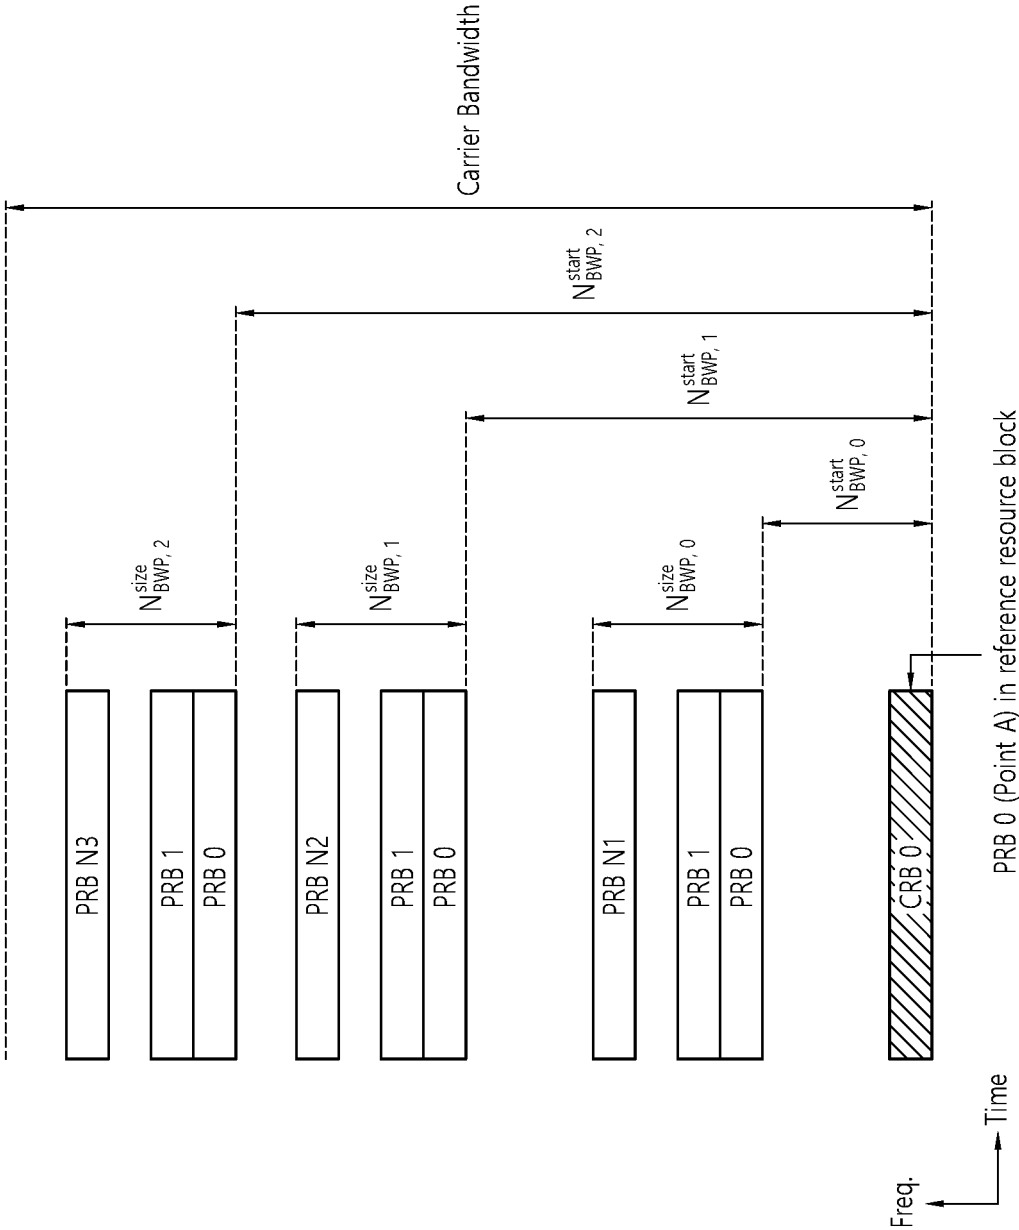 Carrier Bandwidth
N^start_BWP, 2
N^start_BWP, 1
N^start_BWP, 0
N^size_BWP, 2
N^size_BWP, 1
N^size_BWP, 0
PRB N3
PRB 1
PRB 0
PRB N2
PRB 1
PRB 0
PRB N1
PRB 1
PRB 0
CRB 0
PRB 0 (Point A) in reference resource block
Freq.
Time